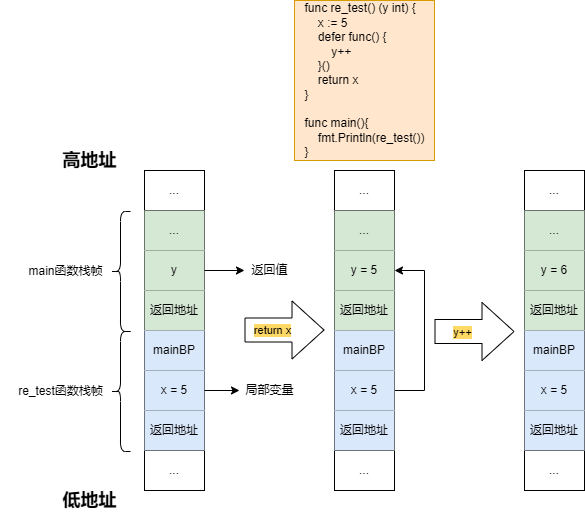 func re_test() (y int) {
x := 5
defer func() {
y++
}()
return x
}
func main(){
fmt.Println(re_test())
}
高地址
...
...
y
返回地址
mainBP
x = 5
返回地址
...
main函数栈帧
re_test函数栈帧
返回值
局部变量
return x
...
...
y = 5
返回地址
mainBP
x = 5
返回地址
...
y++
...
...
y = 6
返回地址
mainBP
x = 5
返回地址
...
低地址